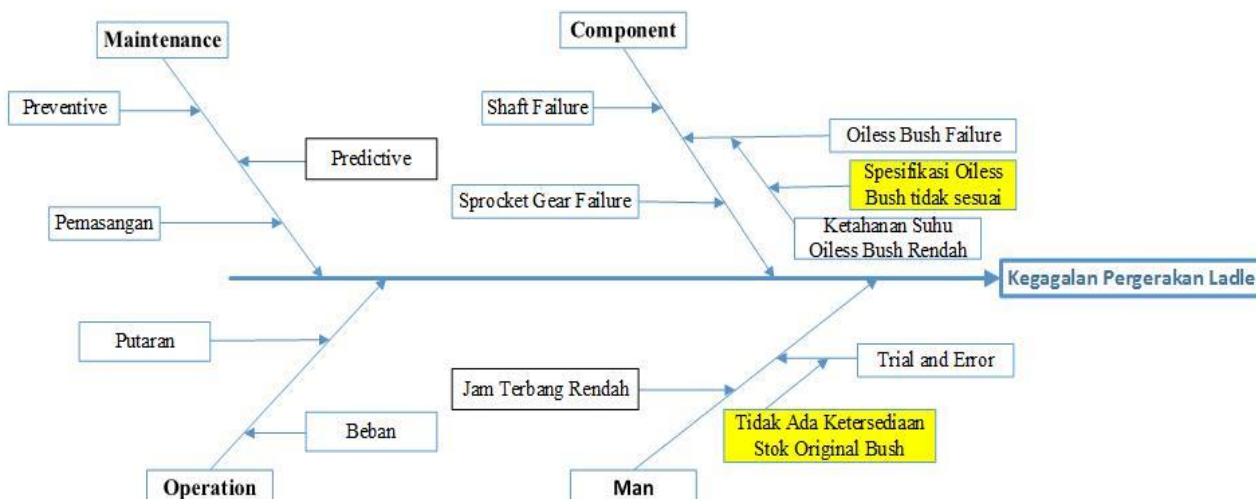 Maintenance
Component
Preventive
Shaft Failure
Oiless Bush Failure
Predictive
Spesifikasi Oiless
Bush tidak sesuai
Sprocket Gear Failure
Pemasangan
Ketahanan Suhu
Oiless Bush Rendah
Kegagalan Pergerakan Ladle
Putaran
Trial and Error
Jam Terbang Rendah
Beban
Tidak Ada Ketersediaan
Stok Original Bush
Operation
Man